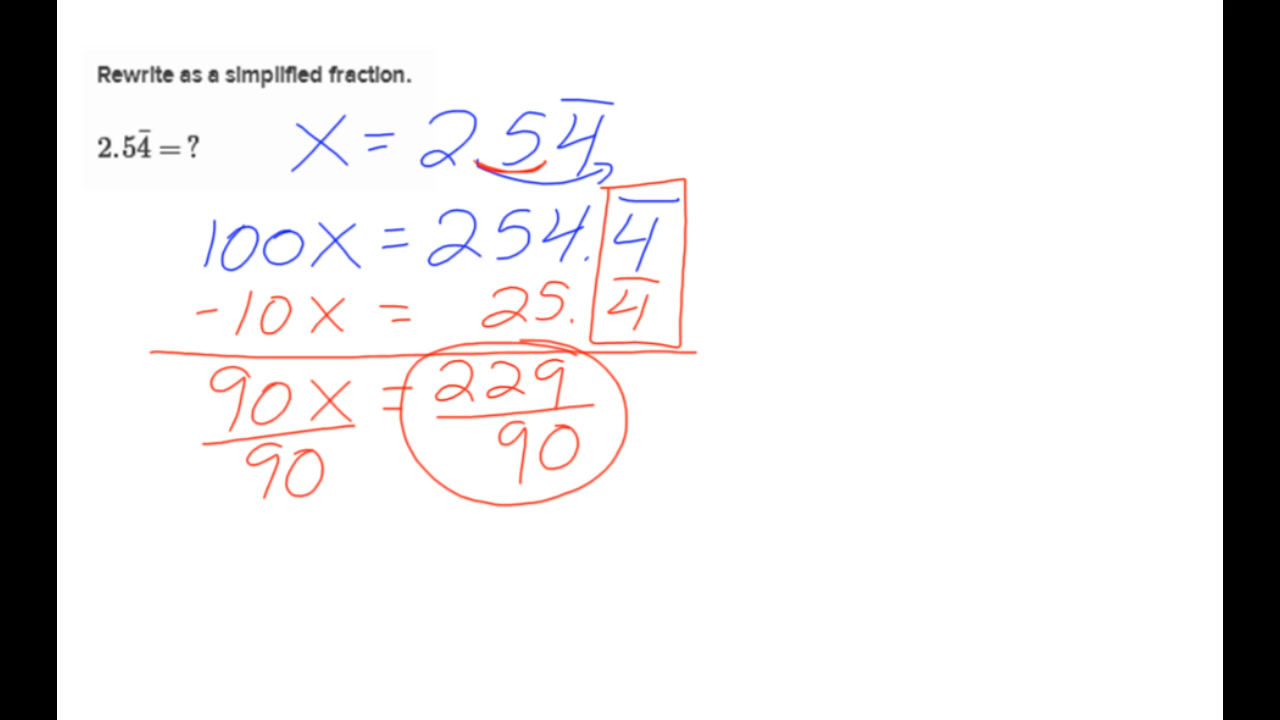 Rewrite as a simplified fraction.
2.54̄ = ?
x = 2.54̄
100x = 254.4̄
-10x = 25.4̄
90x = 229
90 90